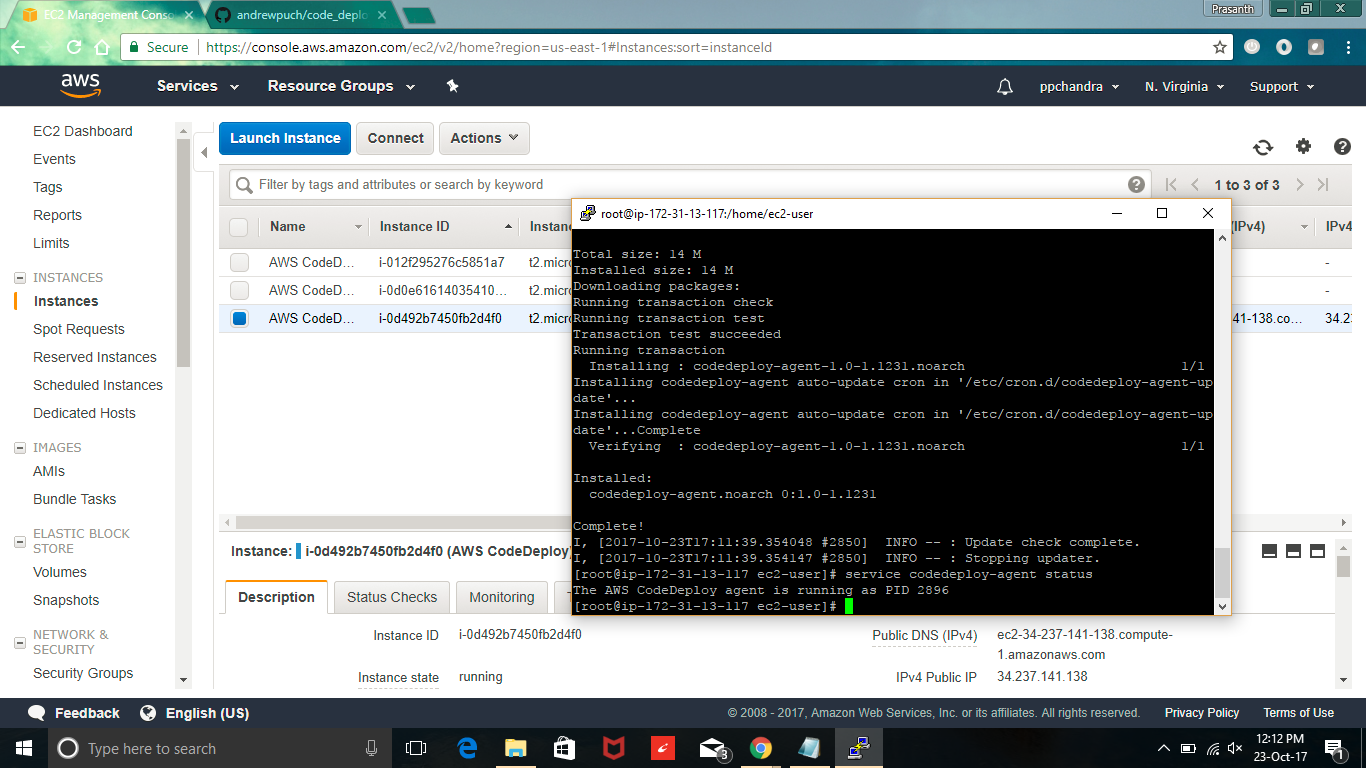 EC2 Management Conso
andrewpuch/code_deplo
Prasanth
Secure
https://console.aws.amazon.com/ec2/v2/home?region=us-east-1#Instances:sort=instanceId
aws
Services
Resource Groups
ppchandra
N. Virginia
Support
EC2 Dashboard
Events
Tags
Reports
Limits
INSTANCES
Instances
Spot Requests
Reserved Instances
Scheduled Instances
Dedicated Hosts
IMAGES
AMIs
Bundle Tasks
ELASTIC BLOCK
STORE
Volumes
Snapshots
NETWORK &
SECURITY
Security Groups
Launch Instance
Connect
Actions
Filter by tags and attributes or search by keyword
1 to 3 of 3
Name
Instance ID
Instan
(IPv4)
IPv4
AWS CodeD... i-012f295276c5851a7 t2.micr -
AWS CodeD... i-0d0e61614035410... t2.micr -
AWS CodeD... i-0d492b7450fb2d4f0 t2.micr 41-138.co... 34.23
root@ip-172-31-13-117:/home/ec2-user
Total size: 14 M
Installed size: 14 M
Downloading packages:
Running transaction check
Running transaction test
Transaction test succeeded
Running transaction
Installing : codedeploy-agent-1.0-1.1231.noarch 1/1
Installing codedeploy-agent auto-update cron in '/etc/cron.d/codedeploy-agent-up
date'...
Installing codedeploy-agent auto-update cron in '/etc/cron.d/codedeploy-agent-up
date'...Complete
Verifying : codedeploy-agent-1.0-1.1231.noarch 1/1
Installed:
codedeploy-agent.noarch 0:1.0-1.1231
Complete!
I, [2017-10-23T17:11:39.354048 #2850] INFO -- : Update check complete.
I, [2017-10-23T17:11:39.354147 #2850] INFO -- : Stopping updater.
[root@ip-172-31-13-117 ec2-user]# service codedeploy-agent status
The AWS CodeDeploy agent is running as PID 2896
[root@ip-172-31-13-117 ec2-user]#
Instance: i-0d492b7450fb2d4f0 (AWS CodeDeploy)
Description
Status Checks
Monitoring
Instance ID i-0d492b7450fb2d4f0
Public DNS (IPv4) ec2-34-237-141-138.compute-
1.amazonaws.com
Instance state running
IPv4 Public IP 34.237.141.138
Feedback
English (US)
© 2008 - 2017, Amazon Web Services, Inc. or its affiliates. All rights reserved.
Privacy Policy
Terms of Use
Type here to search
3
12:12 PM
23-Oct-17
1